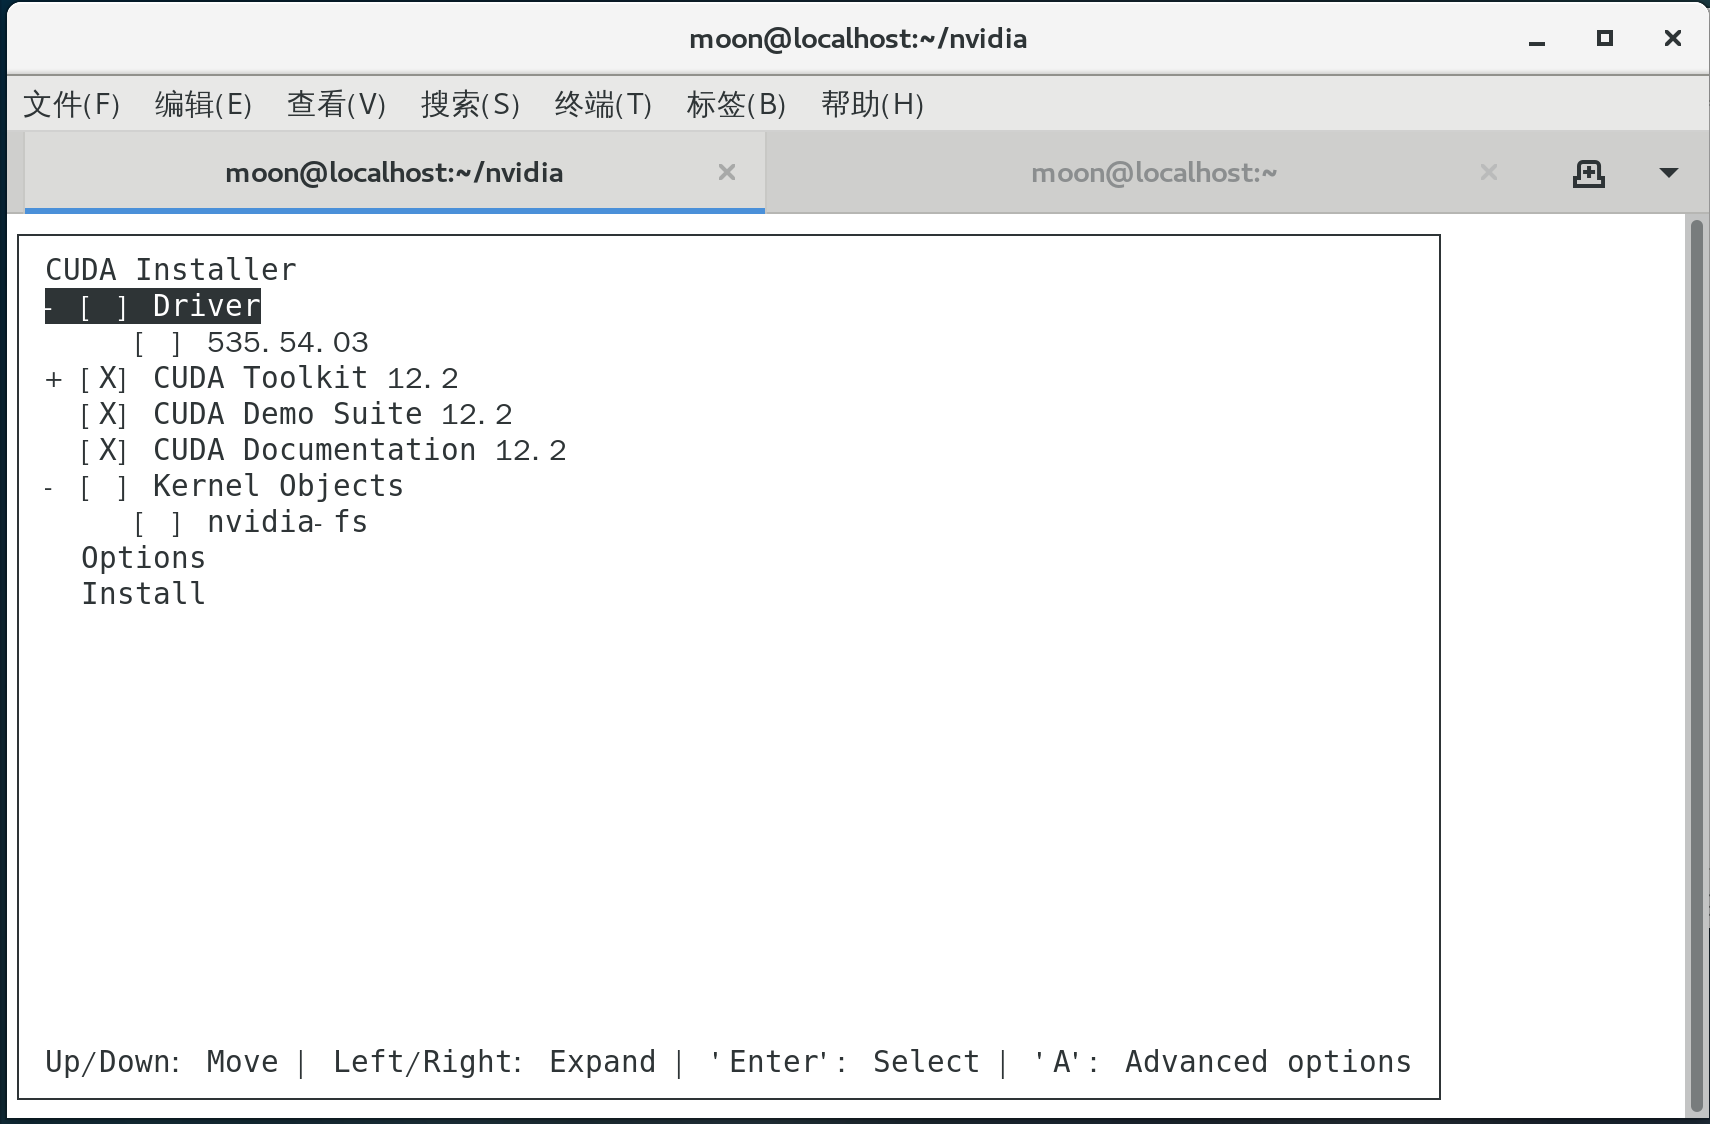 moon@localhost:~/nvidia
文件(F) 编辑(E) 查看(V) 搜索(S) 终端(T) 标签(B) 帮助(H)
moon@localhost:~/nvidia moon@localhost:~
CUDA Installer
- [ ] Driver
[ ] 535.54.03
+ [X] CUDA Toolkit 12.2
[X] CUDA Demo Suite 12.2
[X] CUDA Documentation 12.2
- [ ] Kernel Objects
[ ] nvidia-fs
Options
Install
Up/Down: Move | Left/Right: Expand | 'Enter': Select | 'A': Advanced options